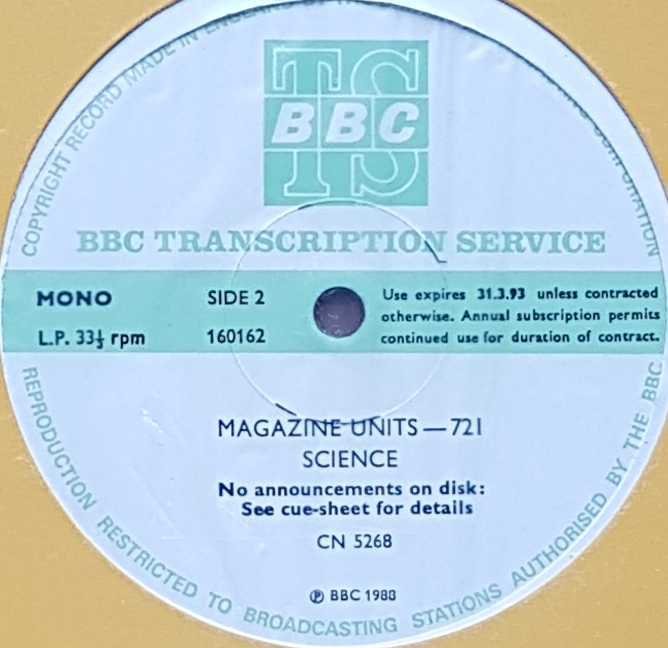 COPYRIGHT RECORD MADE IN
CORPORATION
TS
BBC
BBC TRANSCRIPTION SERVICE
MONO
L.P. 33⅓ rpm
SIDE 2
160162
Use expires 31.3.93 unless contracted
otherwise. Annual subscription permits
continued use for duration of contract.
MAGAZINE UNITS — 721
SCIENCE
No announcements on disk:
See cue-sheet for details
CN 5268
℗ BBC 1988
REPRODUCTION RESTRICTED TO BROADCASTING STATIONS AUTHORISED BY THE BBC